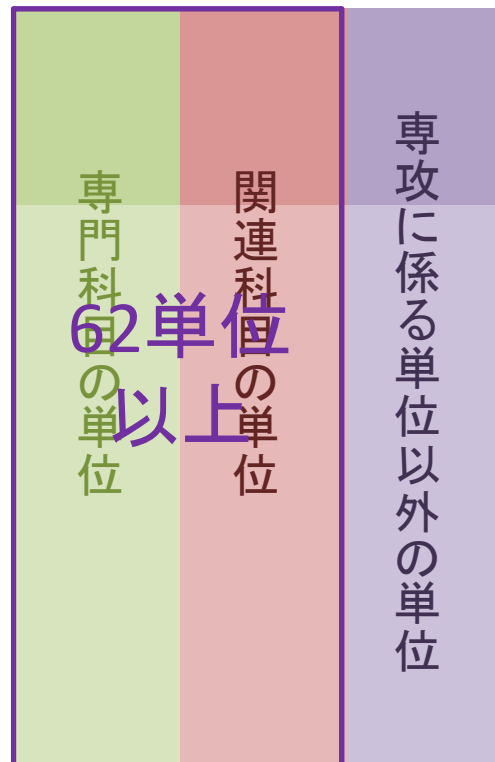 専門科目の単位
関連科目の単位
専攻に係る単位以外の単位
62単位
以上